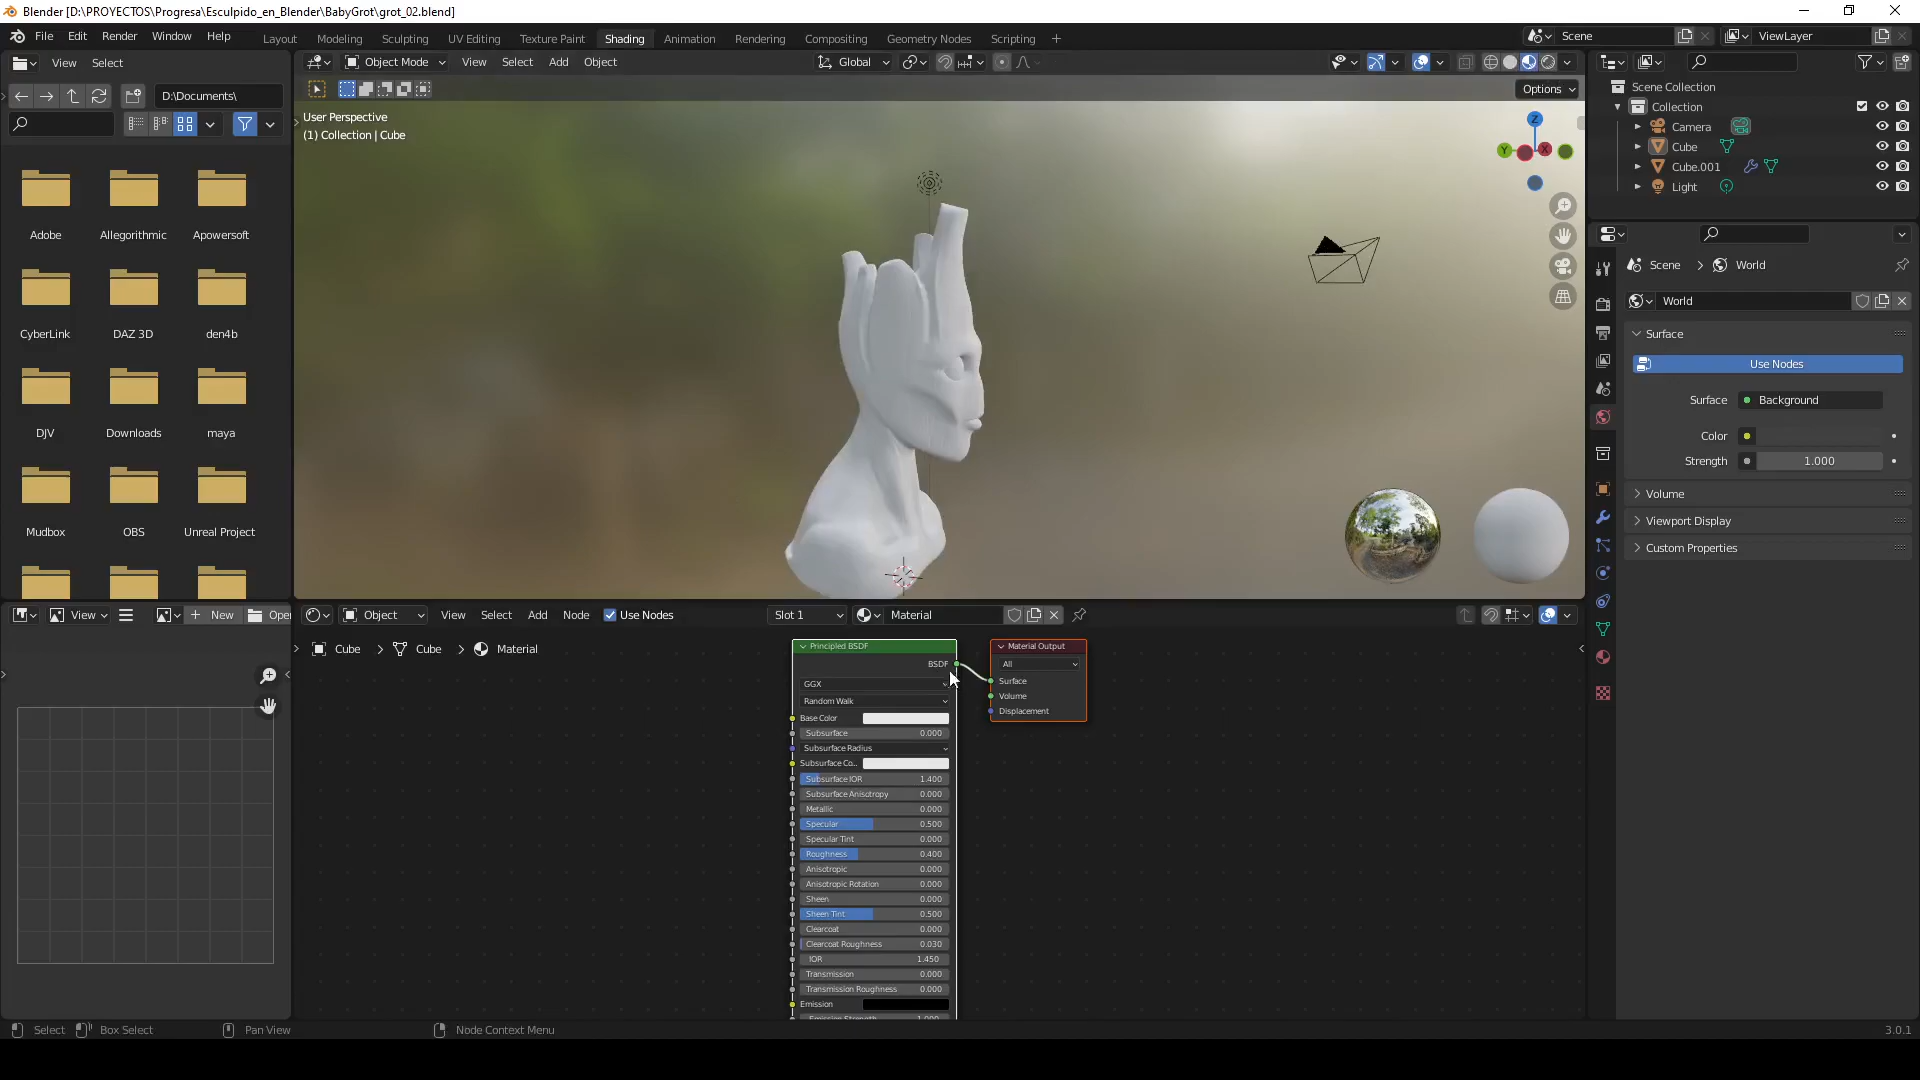 Blender [D:\PROYECTOS\Progresa\Esculpido_en_Blender\BabyGrot\grot_02.blend]
File Edit Render Window Help Layout Modeling Sculpting UV Editing Texture Paint Shading Animation Rendering Compositing Geometry Nodes Scripting + Scene ViewLayer
View Select Object Mode View Select Add Object Global
D:\Documents\ Options
User Perspective
(1) Collection | Cube
Adobe Allegorithmic Apowersoft
CyberLink DAZ 3D den4b
DJV Downloads maya
Mudbox OBS Unreal Project
Z
Y X
Scene Collection
Collection
Camera
Cube
Cube.001
Light
Scene > World
World
Surface
Use Nodes
Surface Background
Color
Strength 1.000
Volume
Viewport Display
Custom Properties
View New Open Object View Select Add Node Use Nodes Slot 1 Material
Cube > Cube > Material
Principled BSDF
BSDF
GGX
Random Walk
Base Color
Subsurface 0.000
Subsurface Radius
Subsurface Co..
Subsurface IOR 1.400
Subsurface Anisotropy 0.000
Metallic 0.000
Specular 0.500
Specular Tint 0.000
Roughness 0.400
Anisotropic 0.000
Anisotropic Rotation 0.000
Sheen 0.000
Sheen Tint 0.500
Clearcoat 0.000
Clearcoat Roughness 0.030
IOR 1.450
Transmission 0.000
Transmission Roughness 0.000
Emission
Emission Strength 1.000
Material Output
All
Surface
Volume
Displacement
Select Box Select Pan View Node Context Menu 3.0.1